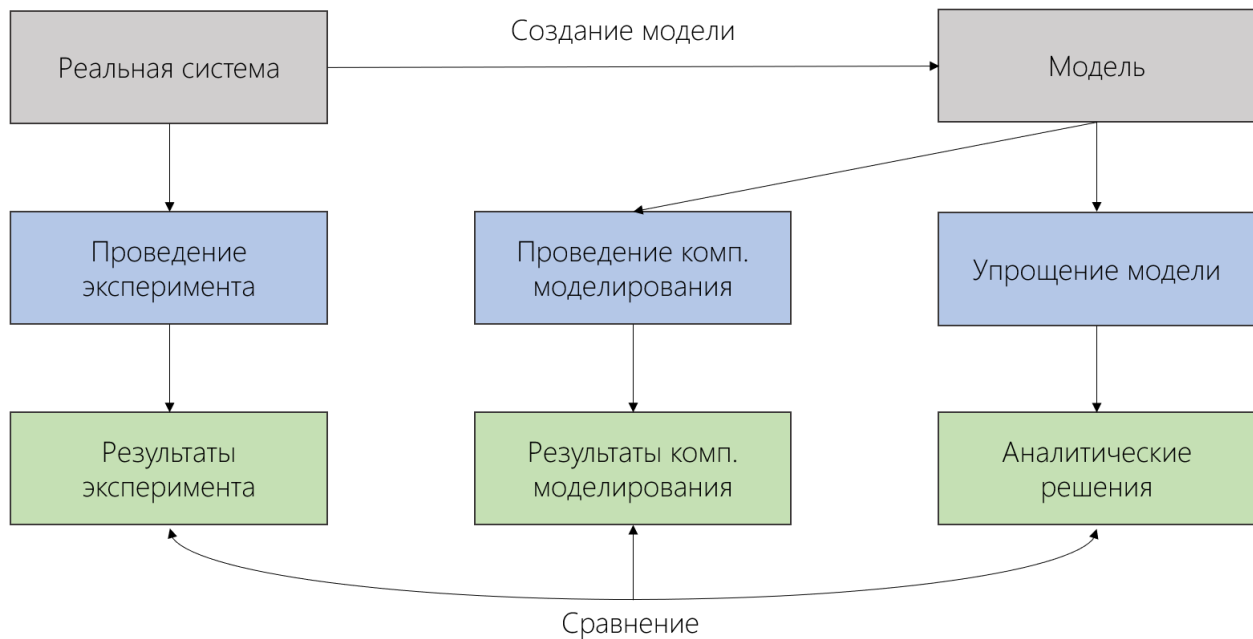 Создание модели
Реальная система
Модель
Проведение
эксперимента
Проведение комп.
моделирования
Упрощение модели
Результаты
эксперимента
Результаты комп.
моделирования
Аналитические
решения
Сравнение